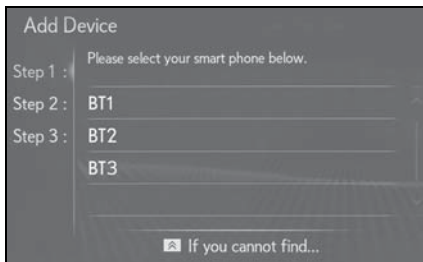 Add Device
Step 1 :
Please select your smart phone below.
Step 2 :
BT1
Step 3 :
BT2
BT3
If you cannot find...